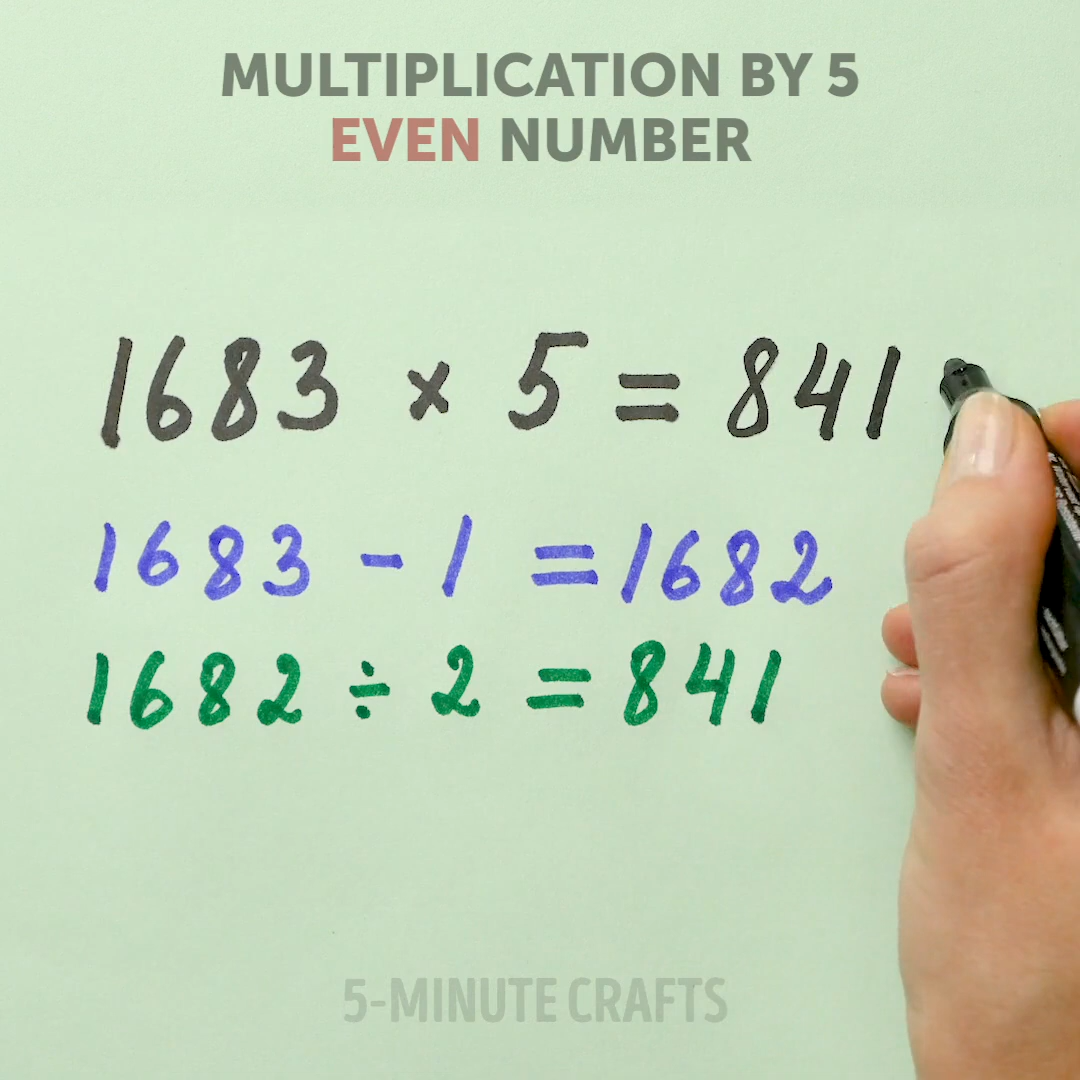 MULTIPLICATION BY 5
EVEN NUMBER
1683 × 5 = 841
1683 - 1 = 1682
1682 ÷ 2 = 841
5-MINUTE CRAFTS